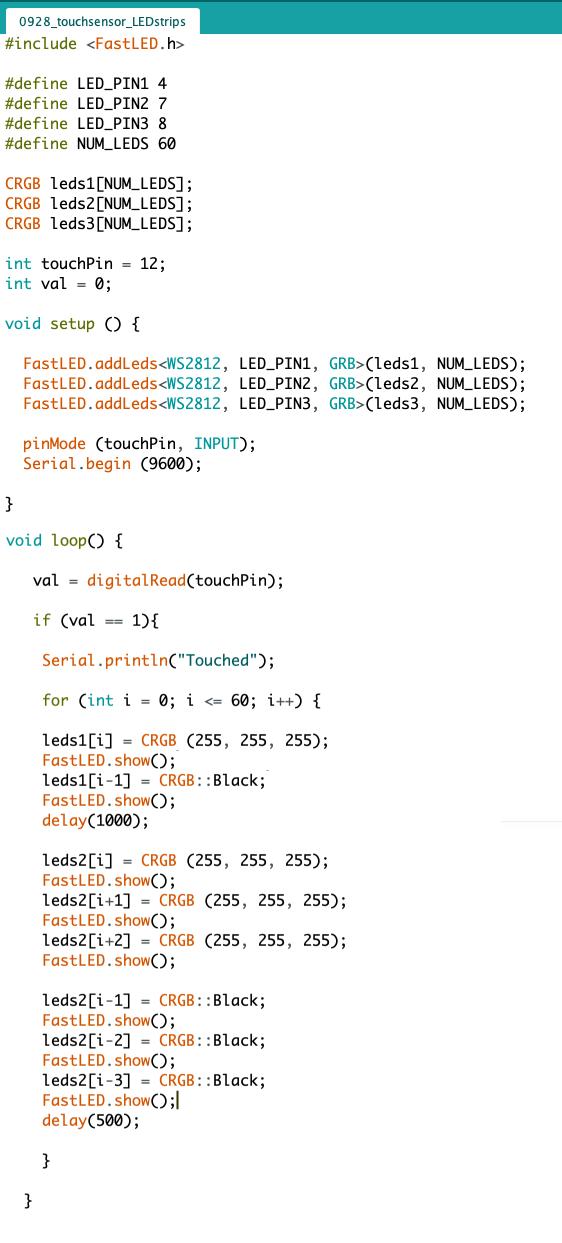 0928_touchsensor_LEDstrips
#include <FastLED.h>
#define LED_PIN1 4
#define LED_PIN2 7
#define LED_PIN3 8
#define NUM_LEDS 60
CRGB leds1[NUM_LEDS];
CRGB leds2[NUM_LEDS];
CRGB leds3[NUM_LEDS];
int touchPin = 12;
int val = 0;
void setup () {
FastLED.addLeds<WS2812, LED_PIN1, GRB>(leds1, NUM_LEDS);
FastLED.addLeds<WS2812, LED_PIN2, GRB>(leds2, NUM_LEDS);
FastLED.addLeds<WS2812, LED_PIN3, GRB>(leds3, NUM_LEDS);
pinMode (touchPin, INPUT);
Serial.begin (9600);
}
void loop() {
val = digitalRead(touchPin);
if (val == 1){
Serial.println("Touched");
for (int i = 0; i <= 60; i++) {
leds1[i] = CRGB (255, 255, 255);
FastLED.show();
leds1[i-1] = CRGB::Black;
FastLED.show();
delay(1000);
leds2[i] = CRGB (255, 255, 255);
FastLED.show();
leds2[i+1] = CRGB (255, 255, 255);
FastLED.show();
leds2[i+2] = CRGB (255, 255, 255);
FastLED.show();
leds2[i-1] = CRGB::Black;
FastLED.show();
leds2[i-2] = CRGB::Black;
FastLED.show();
leds2[i-3] = CRGB::Black;
FastLED.show();
delay(500);
}
}